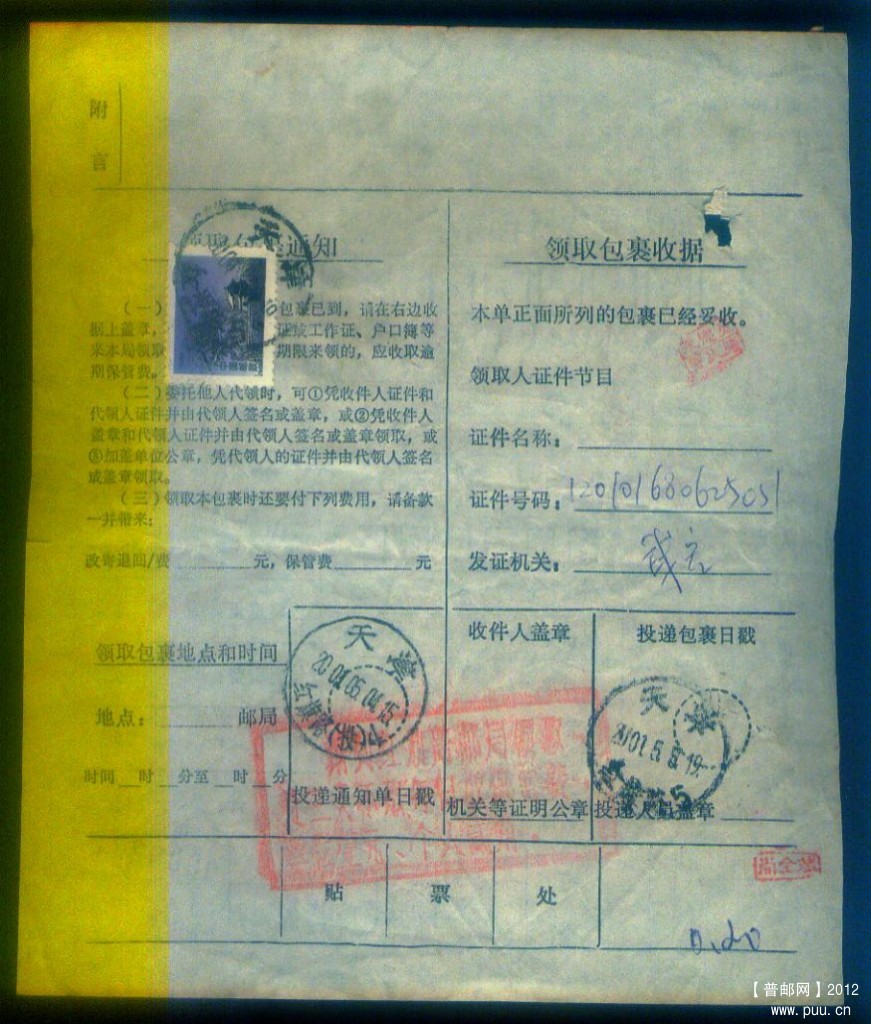 附
言
领取包裹通知
(一)
包裹已到，请在右边收
据上盖章，
证或工作证、户口簿等
来本局领取
期限来领的，应收取逾
期保管费。
(二)委托他人代领时，可①凭收件人证件和
代领人证件并由代领人签名或盖章，或②凭收件人
盖章和代领人证件并由代领人签名或盖章领取，或
③加盖单位公章，凭代领人的证件并由代领人签名
或盖章领取。
(三)领取本包裹时还要付下列费用，请备款
一并带来：
改寄退回/费 元，保管费 元
领取包裹收据
本单正面所列的包裹已经妥收。
领取人证件节目
证件名称：
证件号码：
发证机关：
领取包裹地点和时间
地点： 邮局
时间 时 分至 时 分
天津
2001.05.04.15
投递通知单日戳
收件人盖章
机关等证明公章
投递包裹日戳
天津
投递人员盖章
贴 票 处
【普邮网】2012
www.puu.cn